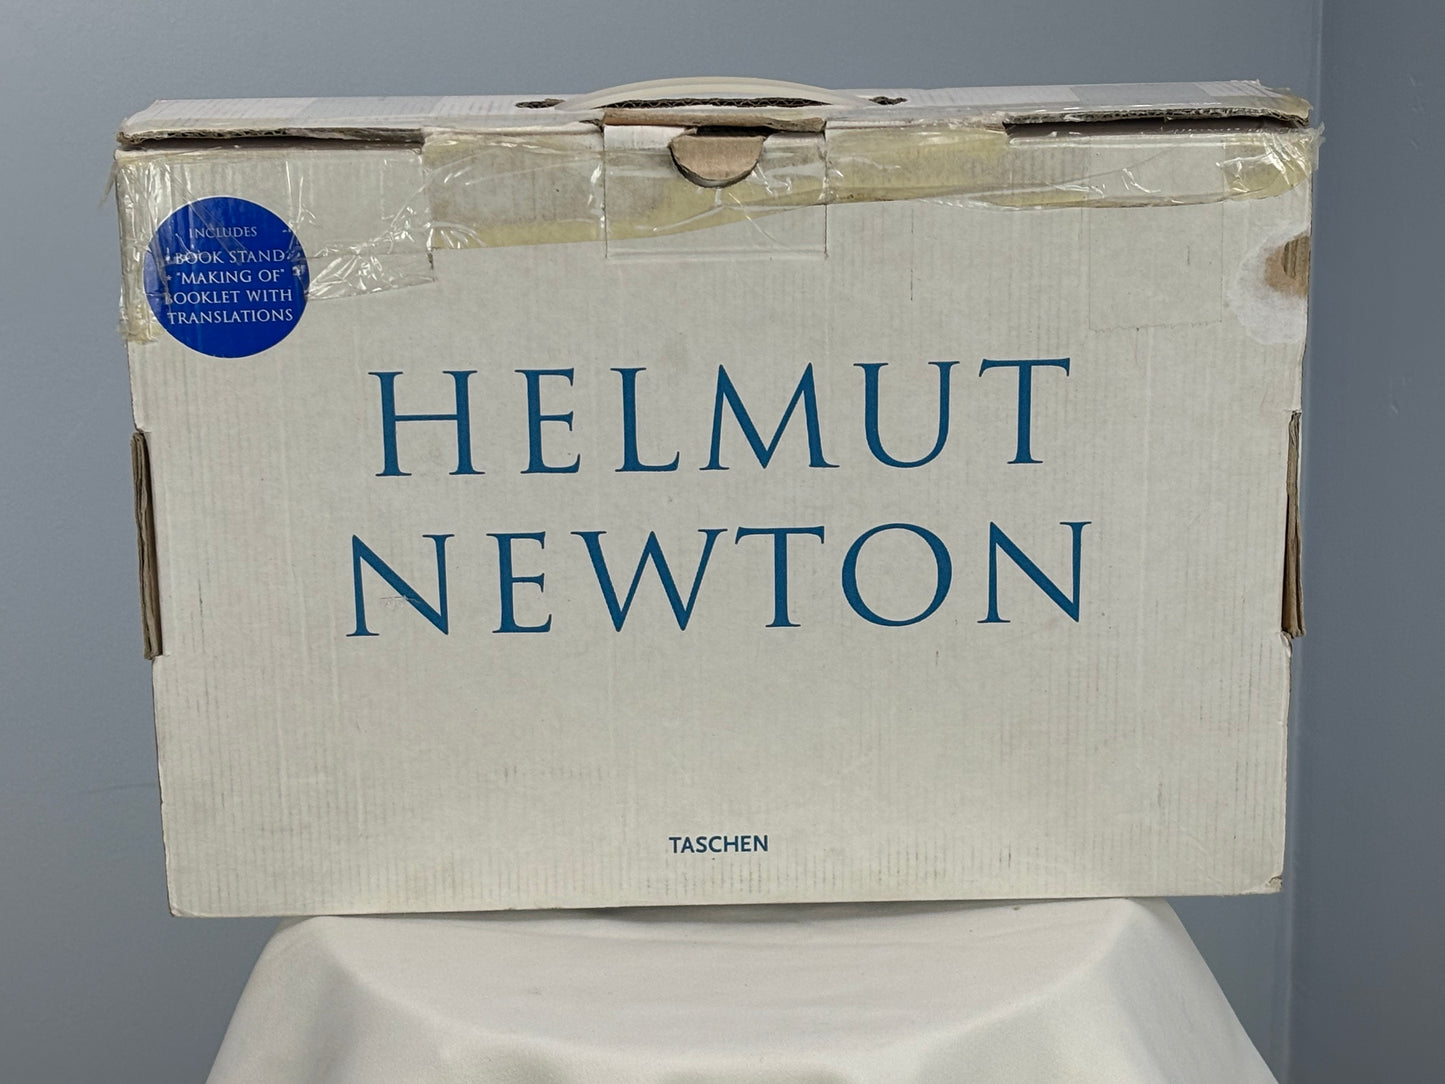 INCLUDES
BOOK STAND
"MAKING OF"
BOOKLET WITH
TRANSLATIONS
HELMUT
NEWTON
TASCHEN